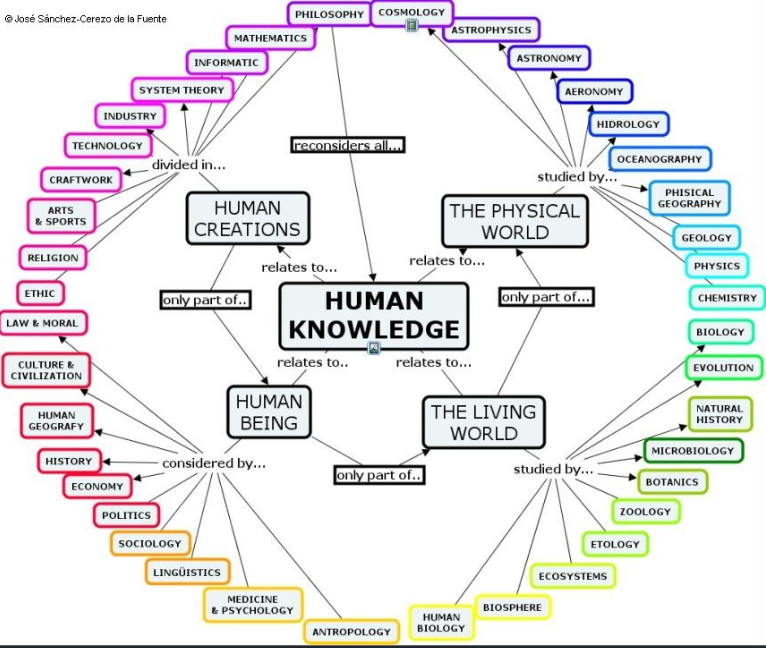 © José Sánchez-Cerezo de la Fuente
PHILOSOPHY
COSMOLOGY
MATHEMATICS
ASTROPHYSICS
INFORMATIC
ASTRONOMY
SYSTEM THEORY
AERONOMY
INDUSTRY
HIDROLOGY
TECHNOLOGY
reconsiders all...
OCEANOGRAPHY
divided in...
studied by...
CRAFTWORK
PHISICAL
GEOGRAPHY
ARTS
& SPORTS
HUMAN
CREATIONS
THE PHYSICAL
WORLD
GEOLOGY
RELIGION
relates to...
relates to...
PHYSICS
ETHIC
only part of..
only part of...
CHEMISTRY
HUMAN
KNOWLEDGE
LAW & MORAL
BIOLOGY
relates to..
relates to...
CULTURE &
CIVILIZATION
EVOLUTION
HUMAN
BEING
THE LIVING
WORLD
HUMAN
GEOGRAFY
NATURAL
HISTORY
MICROBIOLOGY
HISTORY
considered by...
studied by...
only part of..
ECONOMY
BOTANICS
POLITICS
ZOOLOGY
SOCIOLOGY
ETOLOGY
LINGÜISTICS
ECOSYSTEMS
MEDICINE
& PSYCHOLOGY
BIOSPHERE
ANTROPOLOGY
HUMAN
BIOLOGY